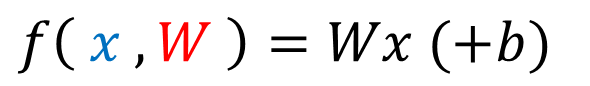 f( x , W ) = Wx (+b)